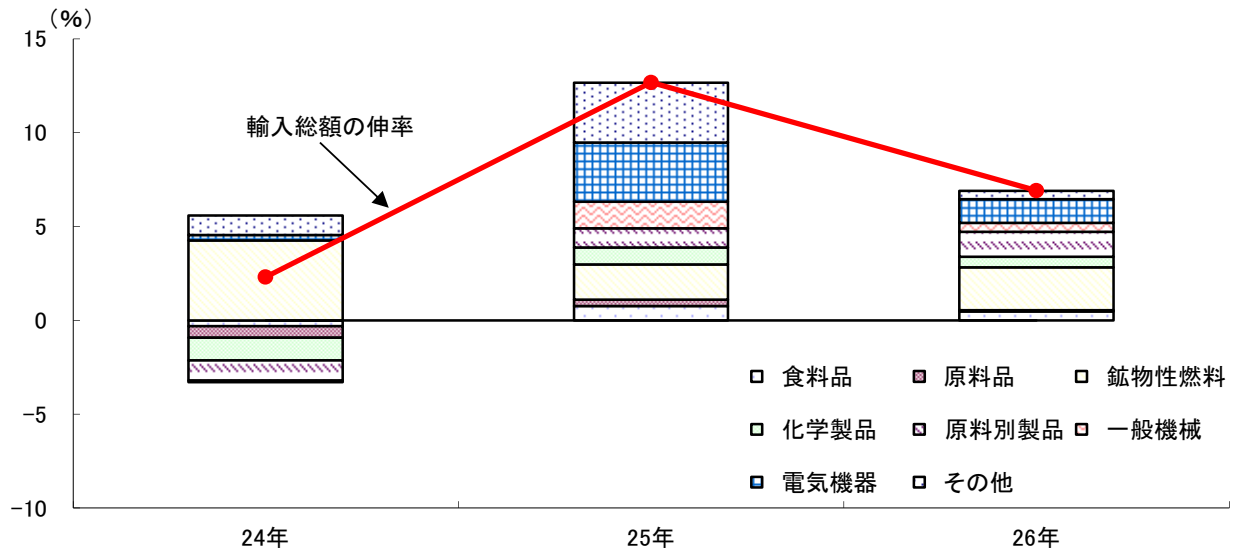 (%)
15
10
5
0
-5
-10
輸入総額の伸率
食料品 原料品 鉱物性燃料
化学製品 原料別製品 一般機械
電気機器 その他
24年 25年 26年